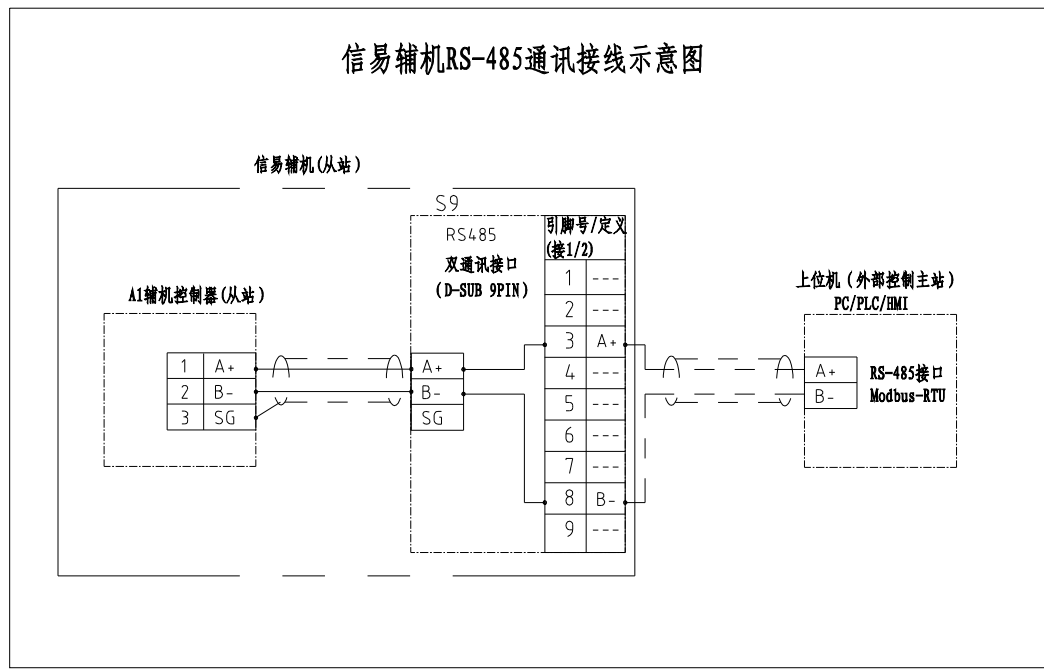 信易辅机RS-485通讯接线示意图
信易辅机(从站)
S9
RS485
双通讯接口
(D-SUB 9PIN)
引脚号/定义
(接1/2)
1 ---
2 ---
3 A+
4 ---
5 ---
6 ---
7 ---
8 B-
9 ---
A1辅机控制器(从站)
1 A+
2 B-
3 SG
A+
B-
SG
上位机(外部控制主站)
PC/PLC/HMI
A+
B-
RS-485接口
Modbus-RTU